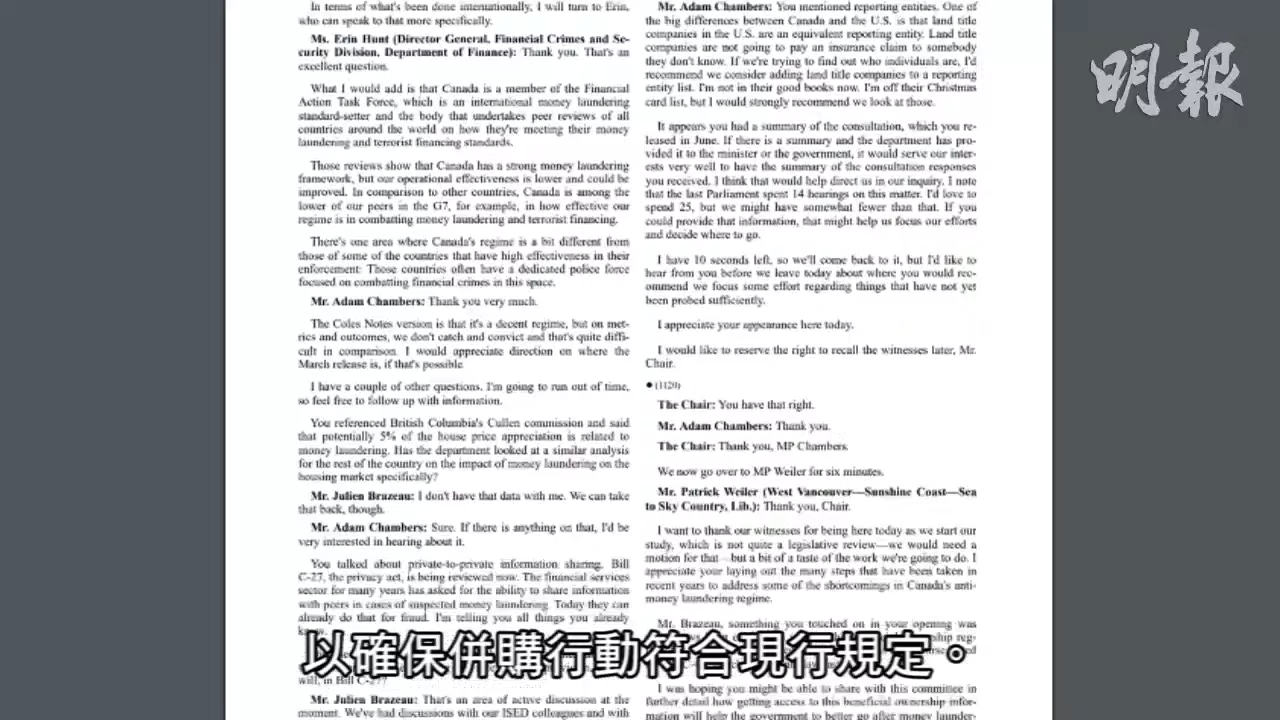 In terms of what's been done internationally, I will turn to Erin,
who can speak to that more specifically.
Ms. Erin Hunt (Director General, Financial Crimes and Se-
curity Division, Department of Finance): Thank you. That's an
excellent question.
What I would add is that Canada is a member of the Financial
Action Task Force, which is an international money laundering
standard-setter and the body that undertakes peer reviews of all
countries around the world on how they're meeting their money
laundering and terrorist financing standards.
Those reviews show that Canada has a strong money laundering
framework, but our operational effectiveness is lower and could be
improved. In comparison to other countries, Canada is among the
lower of our peers in the G7, for example, in how effective our
regime is in combatting money laundering and terrorist financing.
There's one area where Canada's regime is a bit different from
those of some of the countries that have high effectiveness in their
enforcement: Those countries often have a dedicated police force
focused on combatting financial crimes in this space.
Mr. Adam Chambers: Thank you very much.
The Coles Notes version is that it's a decent regime, but on met-
rics and outcomes, we don't catch and convict and that's quite diffi-
cult in comparison. I would appreciate direction on where the
March release is, if that's possible.
I have a couple of other questions. I'm going to run out of time,
so feel free to follow up with information.
You referenced British Columbia's Cullen commission and said
that potentially 5% of the house price appreciation is related to
money laundering. Has the department looked at a similar analysis
for the rest of the country on the impact of money laundering on the
housing market specifically?
Mr. Julien Brazeau: I don't have that data with me. We can take
that back, though.
Mr. Adam Chambers: Sure. If there is anything on that, I'd be
very interested in hearing about it.
You talked about private-to-private information sharing. Bill
C-27, the privacy act, is being reviewed now. The financial services
sector for many years has asked for the ability to share information
with peers in cases of suspected money laundering. Today they can
already do that for fraud. I'm telling you all things you already
will, in Bill C-27?
Mr. Julien Brazeau: That's an area of active discussion at the
moment. We've had discussions with our ISED colleagues and with
Mr. Adam Chambers: You mentioned reporting entities. One of
the big differences between Canada and the U.S. is that land title
companies in the U.S. are an equivalent reporting entity. Land title
companies are not going to pay an insurance claim to somebody
they don't know. If we're trying to find out who individuals are, I'd
recommend we consider adding land title companies to a reporting
entity list. I'm not in their good books now. I'm off their Christmas
card list, but I would strongly recommend we look at those.
It appears you had a summary of the consultation, which you re-
leased in June. If there is a summary and the department has pro-
vided it to the minister or the government, it would serve our inter-
ests very well to have the summary of the consultation responses
you received. I think that would help direct us in our inquiry. I note
that the last Parliament spent 14 hearings on this matter. I'd love to
spend 25, but we might have somewhat fewer than that. If you
could provide that information, that might help us focus our efforts
and decide where to go.
I have 10 seconds left, so we'll come back to it, but I'd like to
hear from you before we leave today about where you would rec-
ommend we focus some effort regarding things that have not yet
been probed sufficiently.
I appreciate your appearance here today.
I would like to reserve the right to recall the witnesses later, Mr.
Chair.
● (1120)
The Chair: You have that right.
Mr. Adam Chambers: Thank you.
The Chair: Thank you, MP Chambers.
We now go over to MP Weiler for six minutes.
Mr. Patrick Weiler (West Vancouver—Sunshine Coast—Sea
to Sky Country, Lib.): Thank you, Chair.
I want to thank our witnesses for being here today as we start our
study, which is not quite a legislative review—we would need a
motion for that—but a bit of a taste of the work we're going to do. I
appreciate your laying out the many steps that have been taken in
recent years to address some of the shortcomings in Canada's anti-
money laundering regime.
Mr. Brazeau, something you touched on in your opening was
I was hoping you might be able to share with this committee in
further detail how getting access to this beneficial ownership infor-
mation will help the government to better go after money launder-
明報
以確保併購行動符合現行規定。